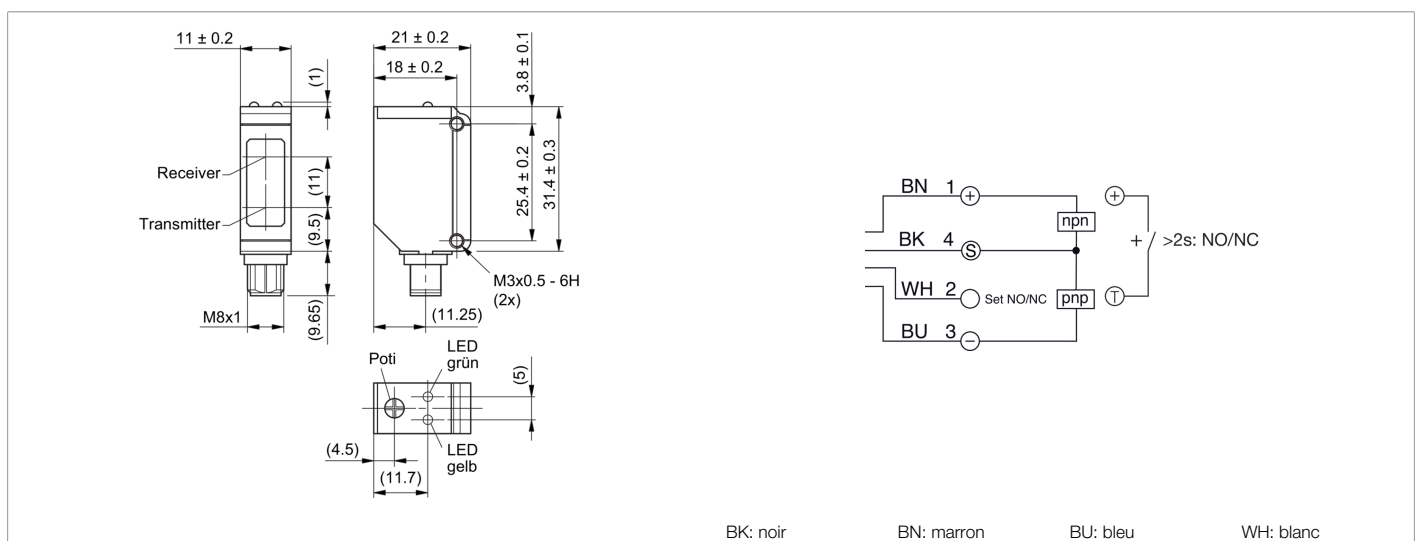 11 ± 0.2
(1)
Receiver
Transmitter
(11)
(9.5)
(9.65)
M8x1
21 ± 0.2
18 ± 0.2
3.8 ± 0.1
25.4 ± 0.2
31.4 ± 0.3
M3x0.5 - 6H
(2x)
(11.25)
Poti
LED
grün
(5)
LED
gelb
(4.5)
(11.7)
BN 1 +
npn
BK 4 S
WH 2 Set NO/NC
pnp
BU 3 −
+
+ >2s: NO/NC
T
BK: noir BN: marron BU: bleu WH: blanc